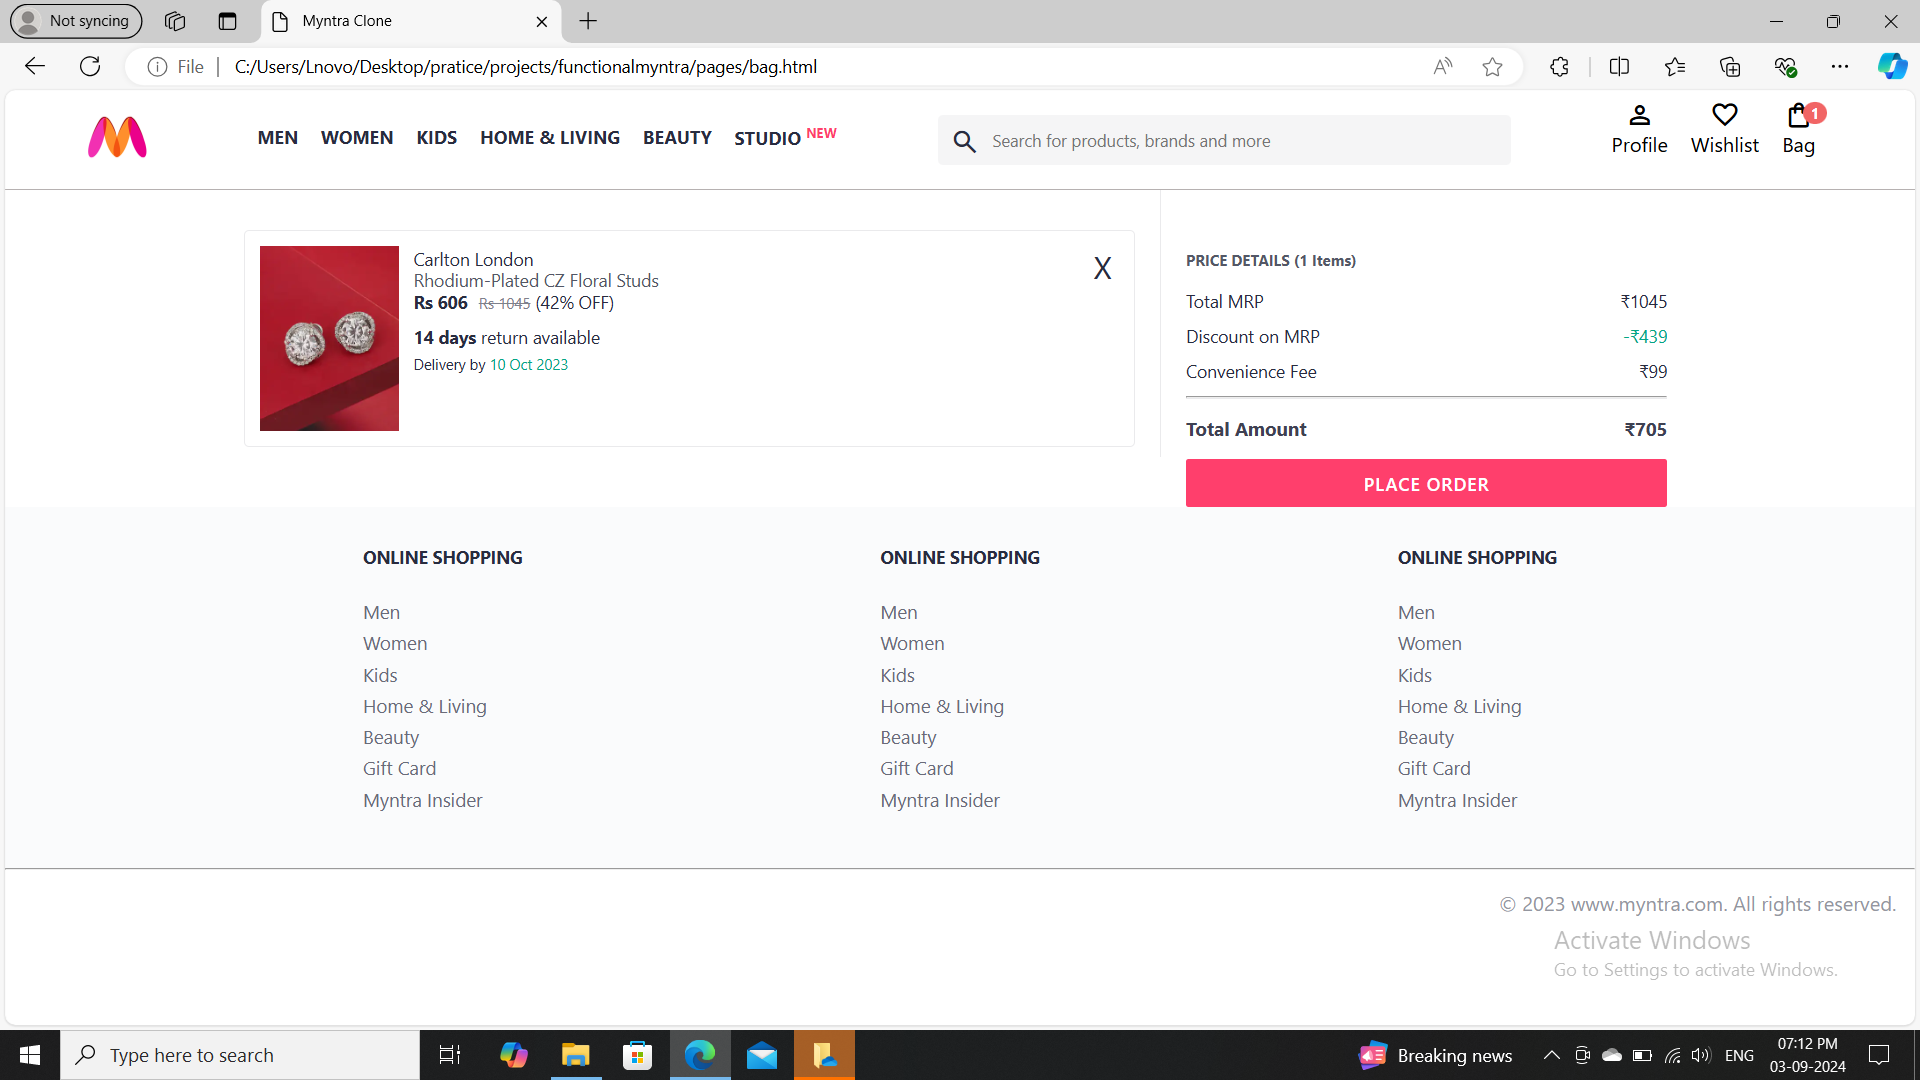 Not syncing
Myntra Clone
File
C:/Users/Lnovo/Desktop/pratice/projects/functionalmyntra/pages/bag.html
MEN WOMEN KIDS HOME & LIVING BEAUTY STUDIO NEW
Search for products, brands and more
Profile Wishlist Bag
1
Carlton London
X
Rhodium-Plated CZ Floral Studs
Rs 606 Rs 1045 (42% OFF)
14 days return available
Delivery by 10 Oct 2023
PRICE DETAILS (1 Items)
Total MRP ₹1045
Discount on MRP -₹439
Convenience Fee ₹99
Total Amount ₹705
PLACE ORDER
ONLINE SHOPPING
Men
Women
Kids
Home & Living
Beauty
Gift Card
Myntra Insider
ONLINE SHOPPING
Men
Women
Kids
Home & Living
Beauty
Gift Card
Myntra Insider
ONLINE SHOPPING
Men
Women
Kids
Home & Living
Beauty
Gift Card
Myntra Insider
© 2023 www.myntra.com. All rights reserved.
Activate Windows
Go to Settings to activate Windows.
Type here to search
Breaking news
ENG
07:12 PM
03-09-2024